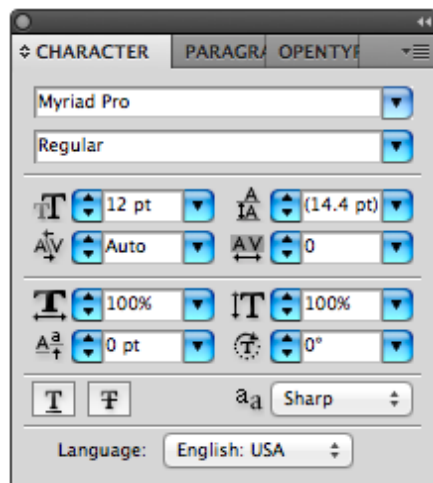 CHARACTER PARAGRA OPENTYP
Myriad Pro
Regular
12 pt (14.4 pt)
Auto 0
100% 100%
0 pt 0°
T T aa Sharp
Language: English: USA